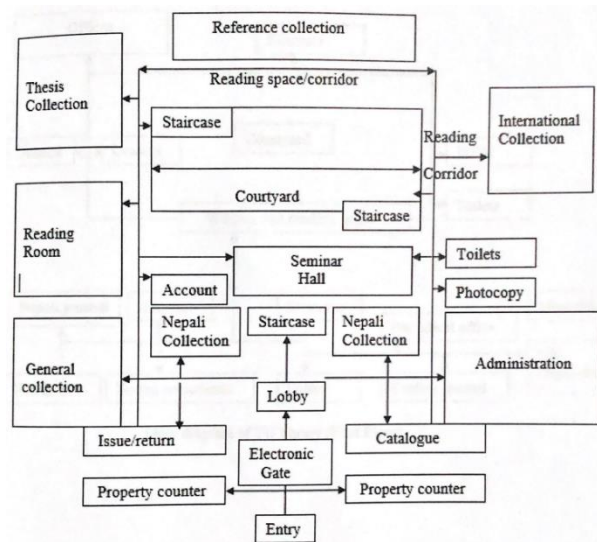 Reference collection
Thesis
Collection
Reading space/corridor
Staircase
International
Collection
Reading
Corridor
Courtyard
Staircase
Reading
Room
Seminar
Hall
Toilets
Account
Photocopy
Nepali
Collection
Staircase
Nepali
Collection
General
collection
Administration
Lobby
Issue/return
Catalogue
Electronic
Gate
Property counter
Property counter
Entry